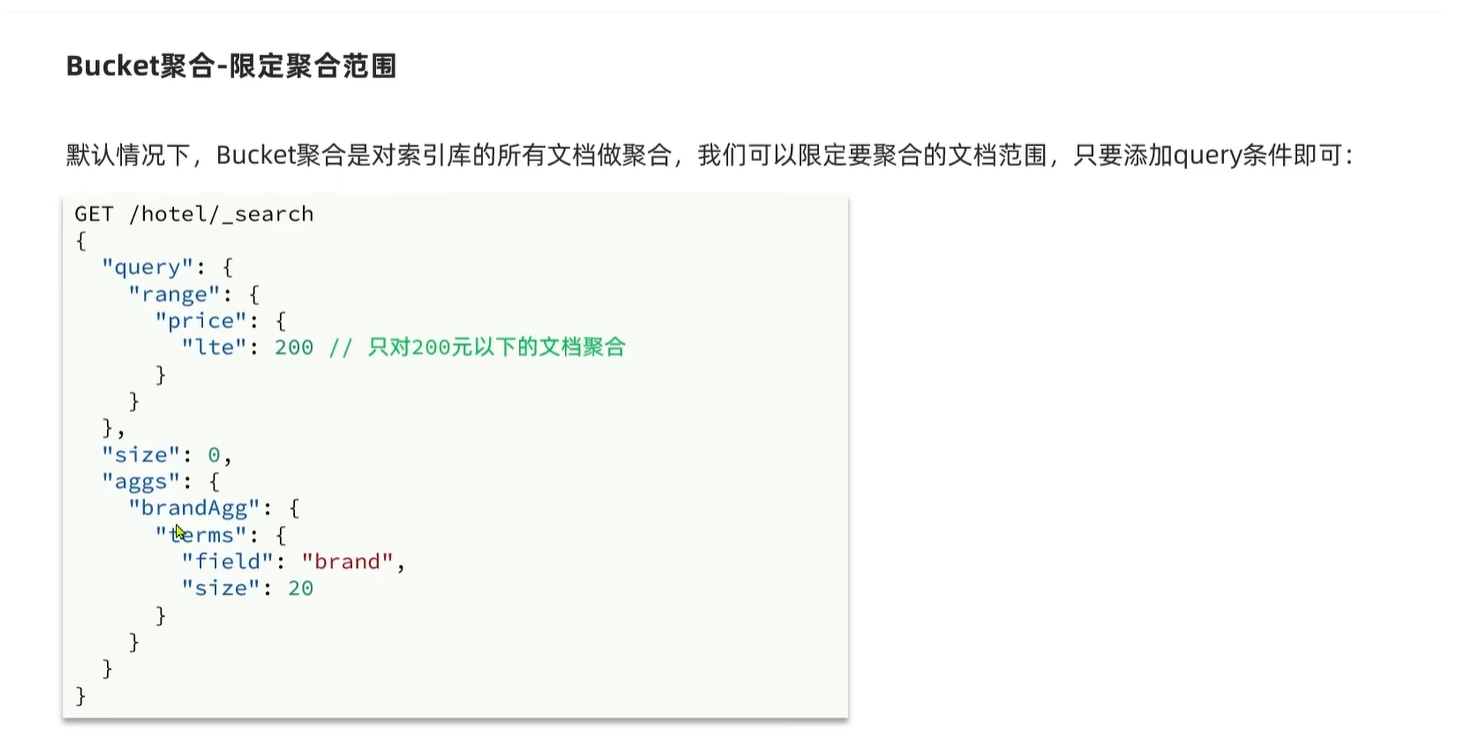 Bucket聚合-限定聚合范围
默认情况下，Bucket聚合是对索引库的所有文档做聚合，我们可以限定要聚合的文档范围，只要添加query条件即可：
GET /hotel/_search
{
  "query": {
    "range": {
      "price": {
        "lte": 200 // 只对200元以下的文档聚合
      }
    }
  },
  "size": 0,
  "aggs": {
    "brandAgg": {
      "terms": {
        "field": "brand",
        "size": 20
      }
    }
  }
}